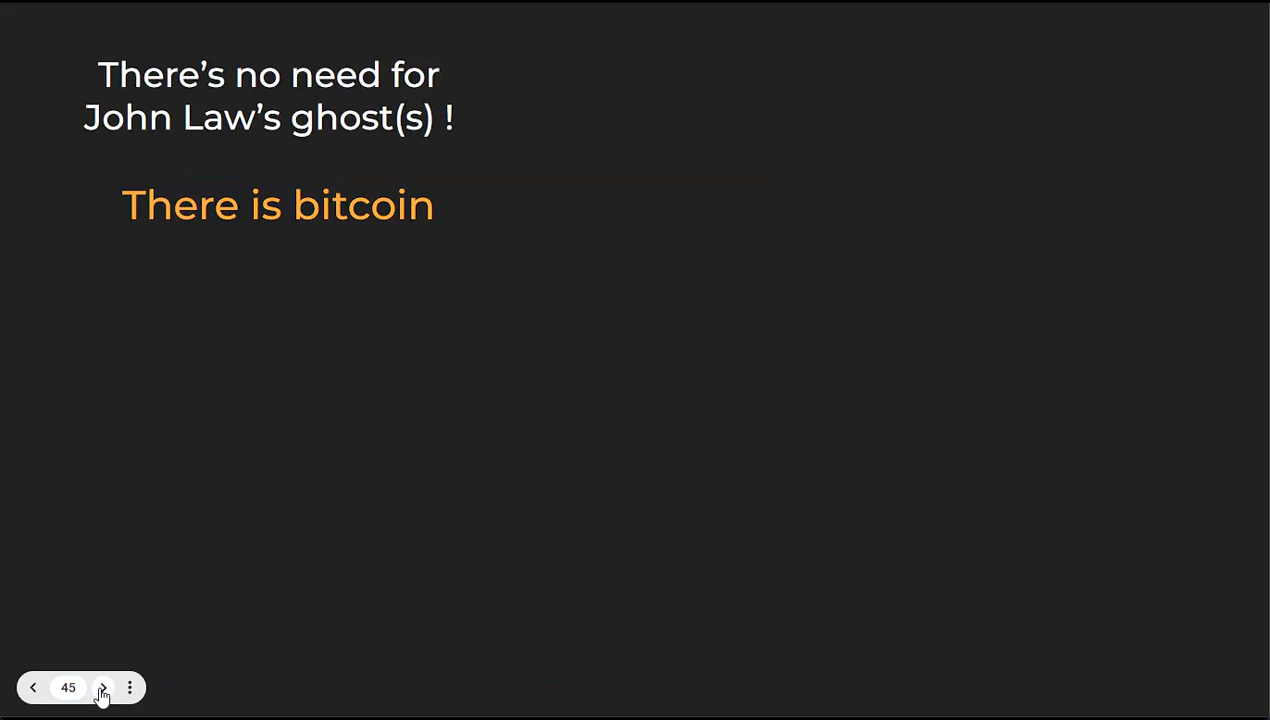 There’s no need for
John Law’s ghost(s) !
There is bitcoin
45